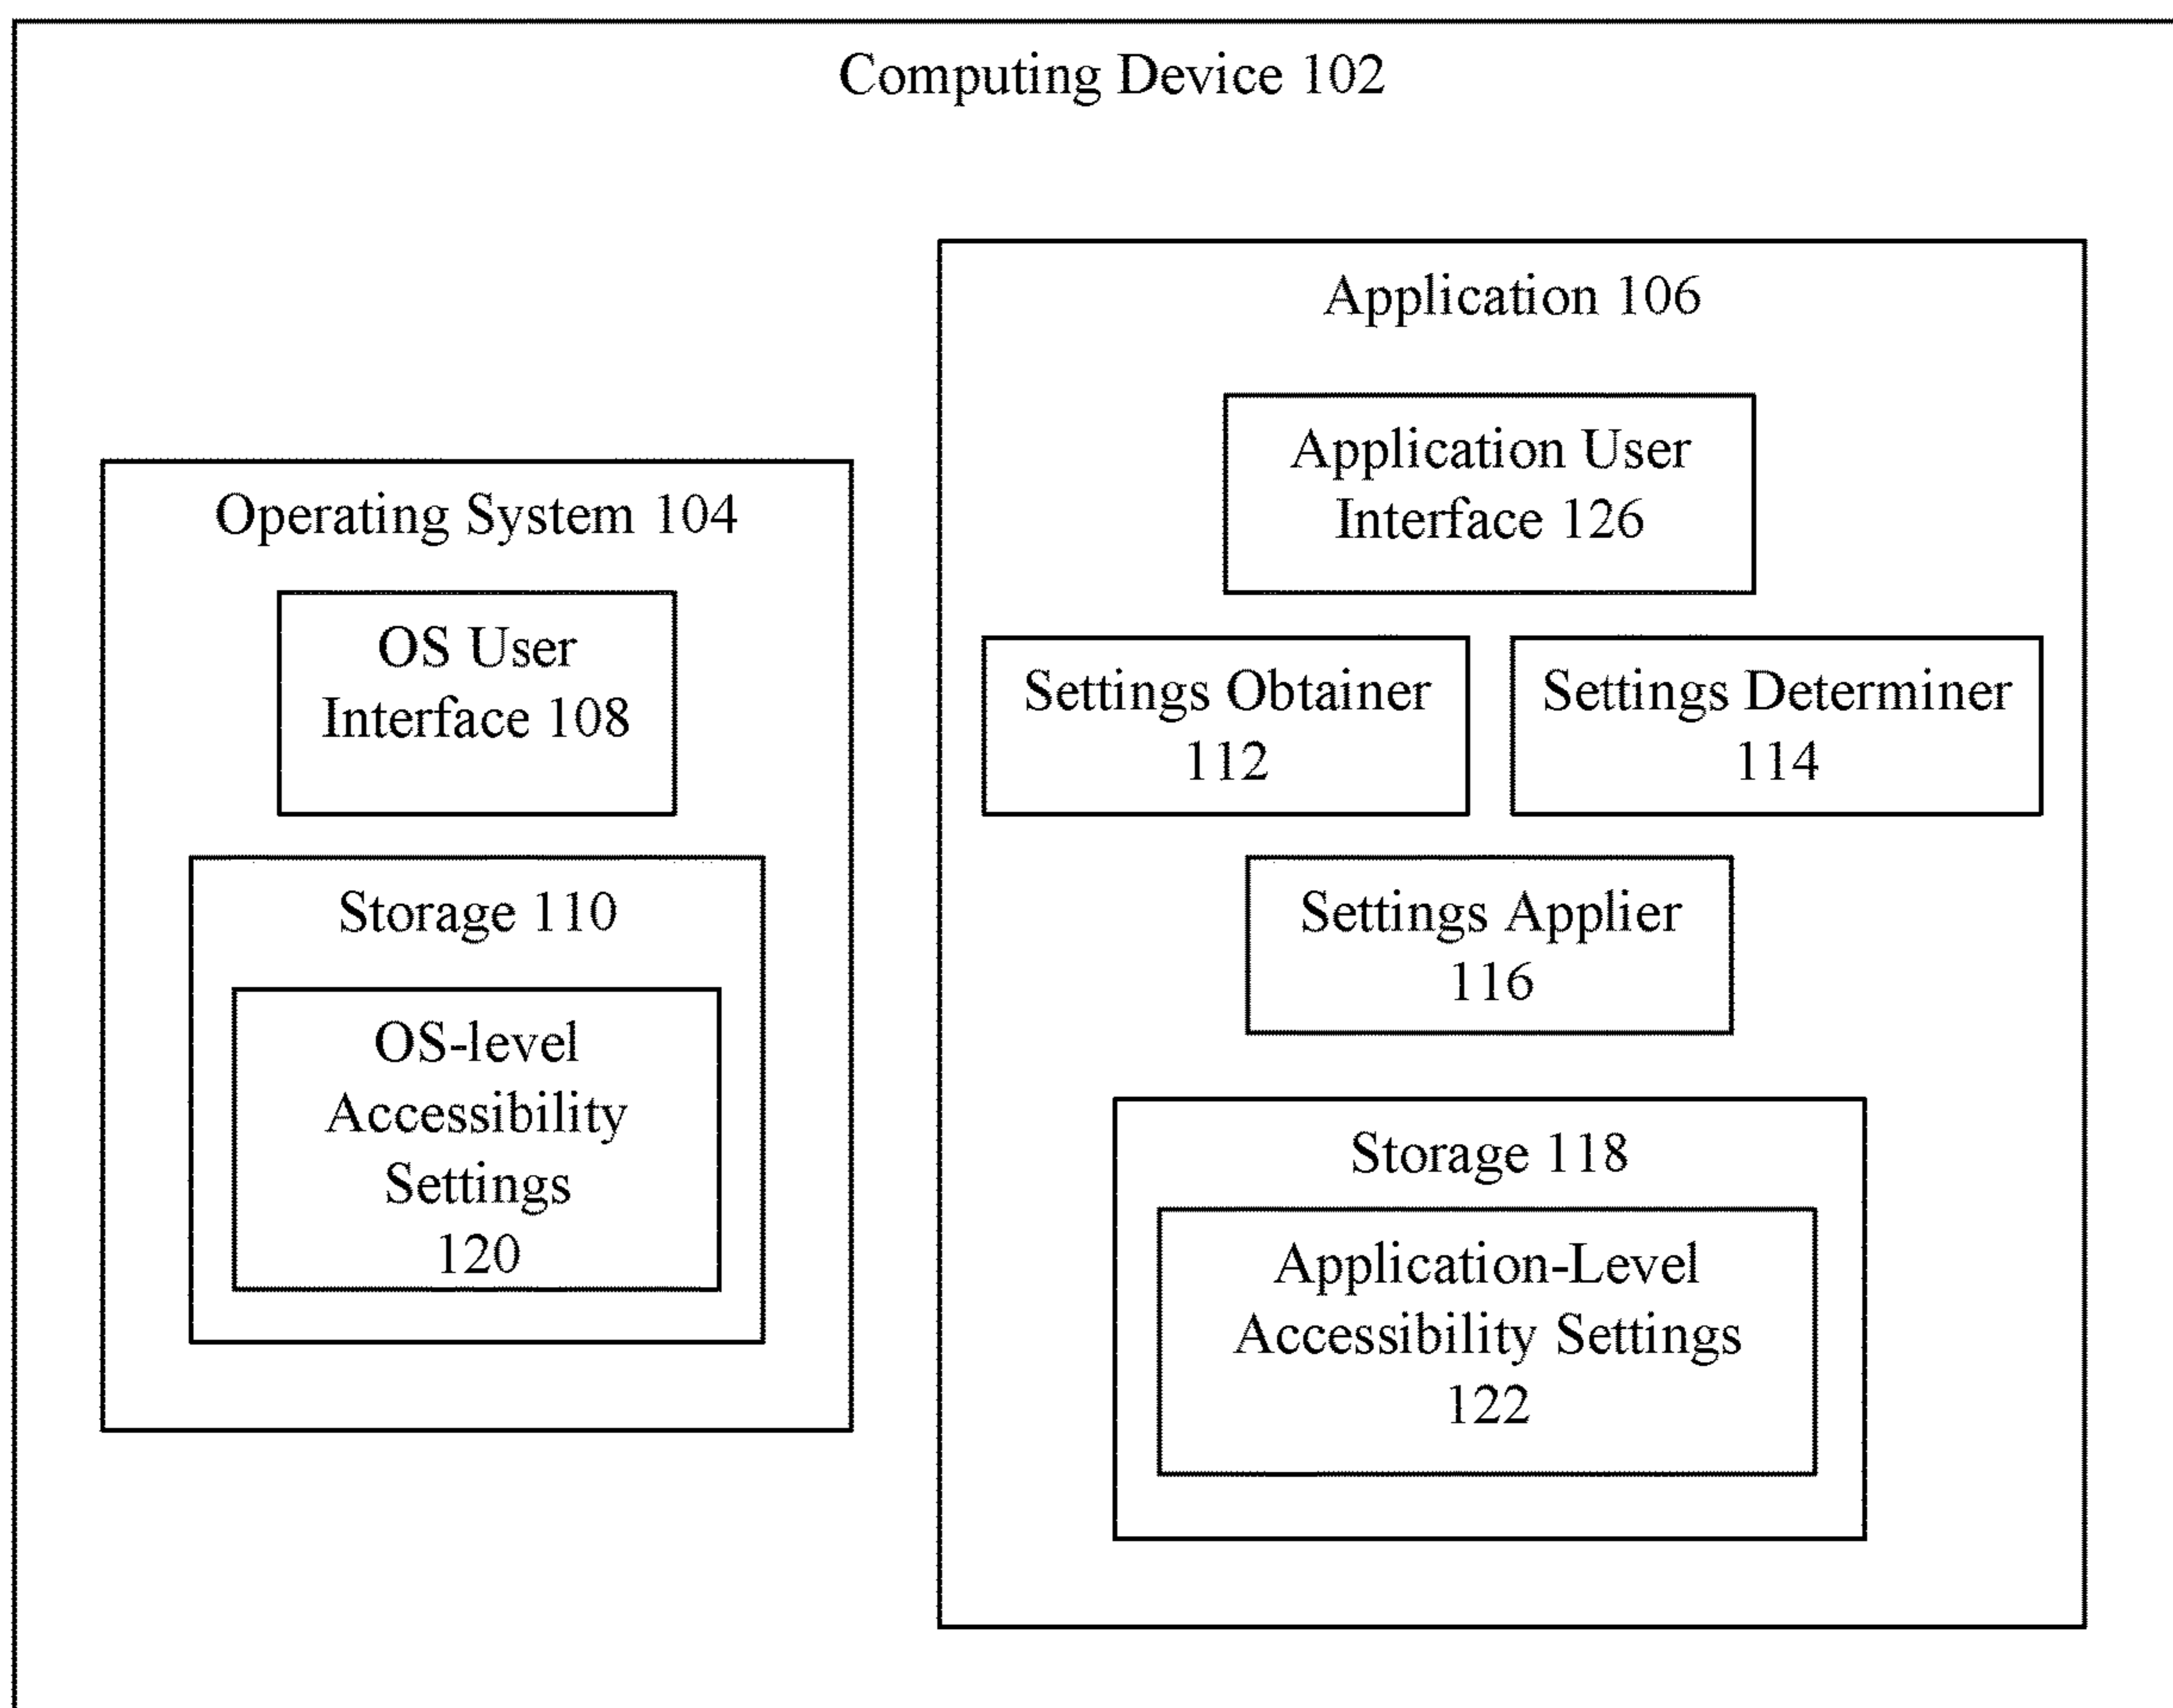 Computing Device 102
Operating System 104
OS User
Interface 108
Storage 110
OS-level
Accessibility
Settings
120
Application 106
Application User
Interface 126
Settings Obtainer
112
Settings Determiner
114
Settings Applier
116
Storage 118
Application-Level
Accessibility Settings
122